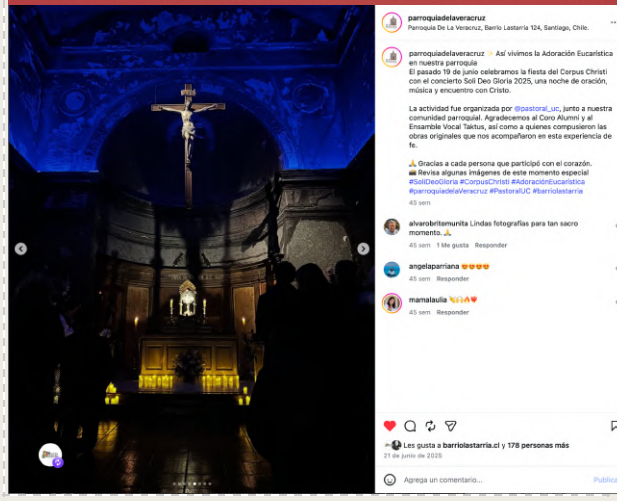 parroquiadelaveracruz
Parroquia De La Veracruz, Barrio Lastarria 124, Santiago, Chile.
parroquiadelaveracruz ✨ Así vivimos la Adoración Eucarística
en nuestra parroquia
El pasado 19 de junio celebramos la fiesta del Corpus Christi
con el concierto Soli Deo Gloria 2025, una noche de oración,
música y encuentro con Cristo.
La actividad fue organizada por @pastoral_uc, junto a nuestra
comunidad parroquial. Agradecemos al Coro Alumni y al
Ensamble Vocal Taktus, así como a quienes compusieron las
obras originales que nos acompañaron en esta experiencia de
fe.
🙏 Gracias a cada persona que participó con el corazón.
📸 Revisa algunas imágenes de este momento especial
#SoliDeoGloria #CorpusChristi #AdoraciónEucarística
#parroquiadelaVeracruz #PastoralUC #barriolastarria
45 sem
alvarobritemunita Lindas fotografías para tan sacro
momento.🙏
45 sem 1 Me gusta Responder
angelaparriana 😍😍😍😍
45 sem Responder
mamalaulia
45 sem Responder
Les gusta a barriolastarria.cl y 178 personas más
21 de junio de 2025
Agrega un comentario...
Publica